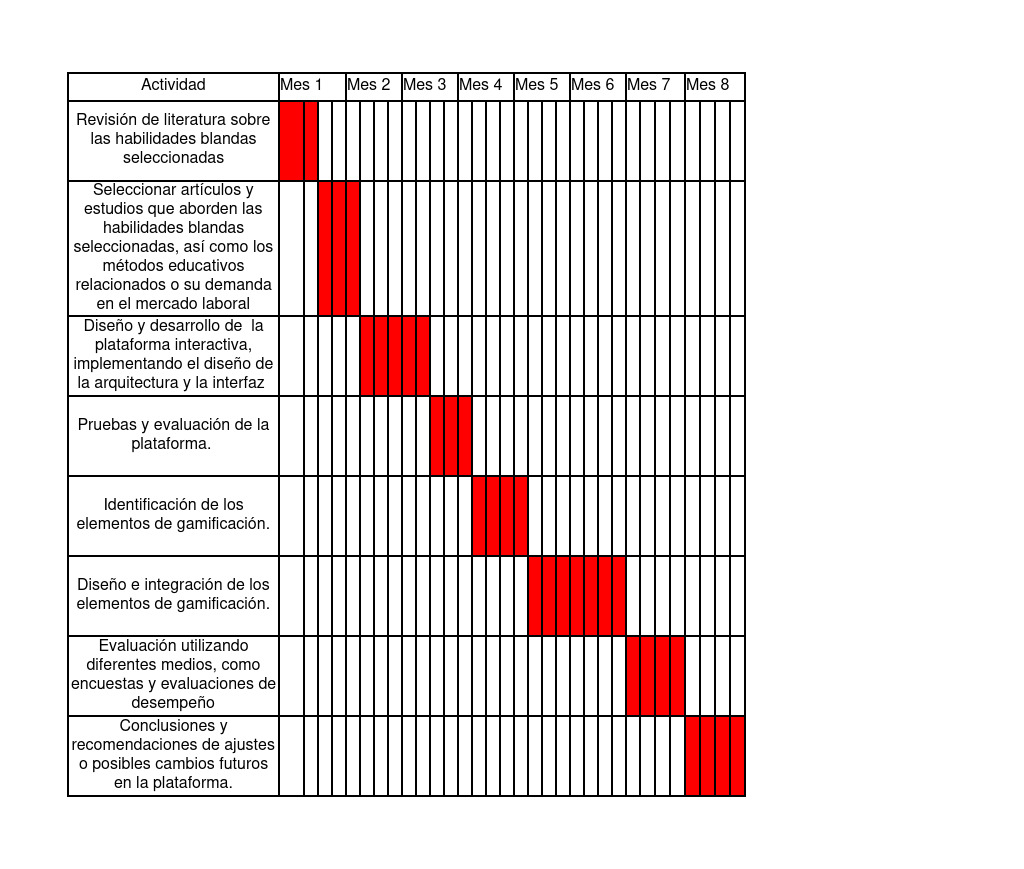 Actividad Mes 1 Mes 2 Mes 3 Mes 4 Mes 5 Mes 6 Mes 7 Mes 8
Revisión de literatura sobre
las habilidades blandas
seleccionadas
Seleccionar artículos y
estudios que aborden las
habilidades blandas
seleccionadas, así como los
métodos educativos
relacionados o su demanda
en el mercado laboral
Diseño y desarrollo de  la
plataforma interactiva,
implementando el diseño de
la arquitectura y la interfaz
Pruebas y evaluación de la
plataforma.
Identificación de los
elementos de gamificación.
Diseño e integración de los
elementos de gamificación.
Evaluación utilizando
diferentes medios, como
encuestas y evaluaciones de
desempeño
Conclusiones y
recomendaciones de ajustes
o posibles cambios futuros
en la plataforma.